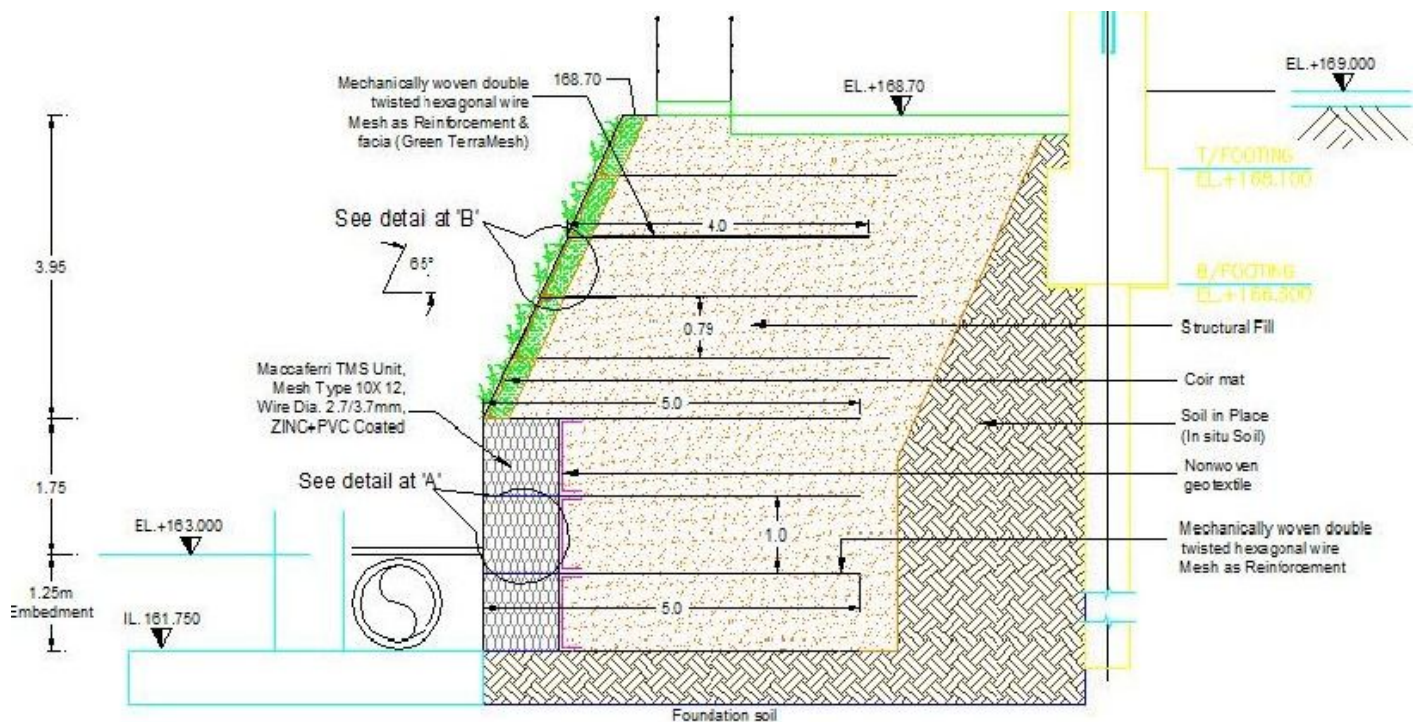 Mechanically woven double
twisted hexagonal wire
Mesh as Reinforcement &
facia (Green TerraMesh)
168.70
EL.+168.70
EL.+169.000
T/FOOTING
EL.+168.100
See detai at 'B'
4.0
3.95
65°
B/FOOTING
EL.+166.500
0.79
Structural Fill
Maccaferri TMS Unit,
Mesh Type 10X 12,
Wire Dia. 2.7/3.7mm,
ZINC+PVC Coated
Coir mat
5.0
Soil in Place
(In situ Soil)
See detail at 'A'
Nonwoven
geotextile
1.75
EL.+163.000
1.0
Mechanically woven double
twisted hexagonal wire
Mesh as Reinforcement
1.25m
Embedment
5.0
IL. 161.750
Foundation soil